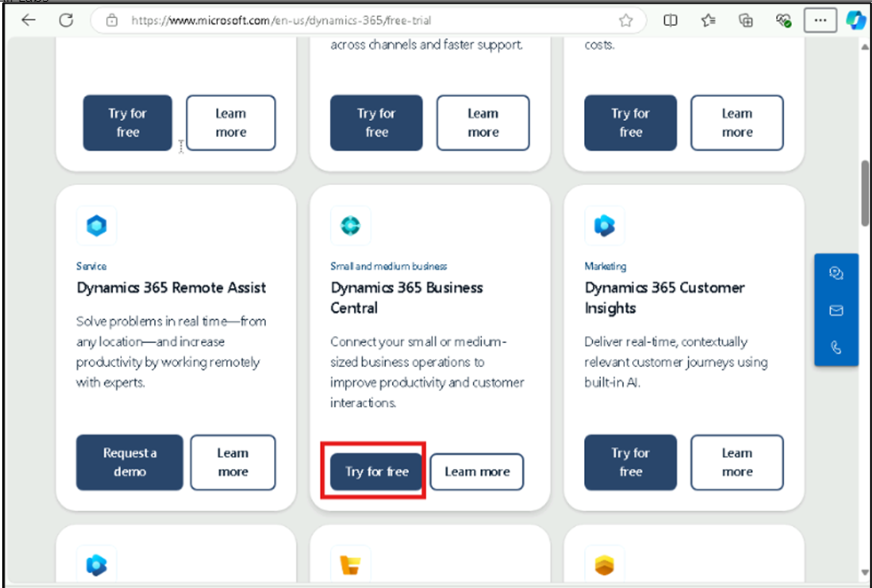 https://www.microsoft.com/en-us/dynamics-365/free-trial
across channels and faster support.
costs.
Try for
free
Learn
more
Try for
free
Learn
more
Try for
free
Learn
more
Service
Dynamics 365 Remote Assist
Solve problems in real time—from
any location—and increase
productivity by working remotely
with experts.
Request a
demo
Learn
more
Small and medium business
Dynamics 365 Business
Central
Connect your small or medium-
sized business operations to
improve productivity and customer
interactions.
Try for free
Learn more
Marketing
Dynamics 365 Customer
Insights
Deliver real-time, contextually
relevant customer journeys using
built-in AI.
Try for
free
Learn
more